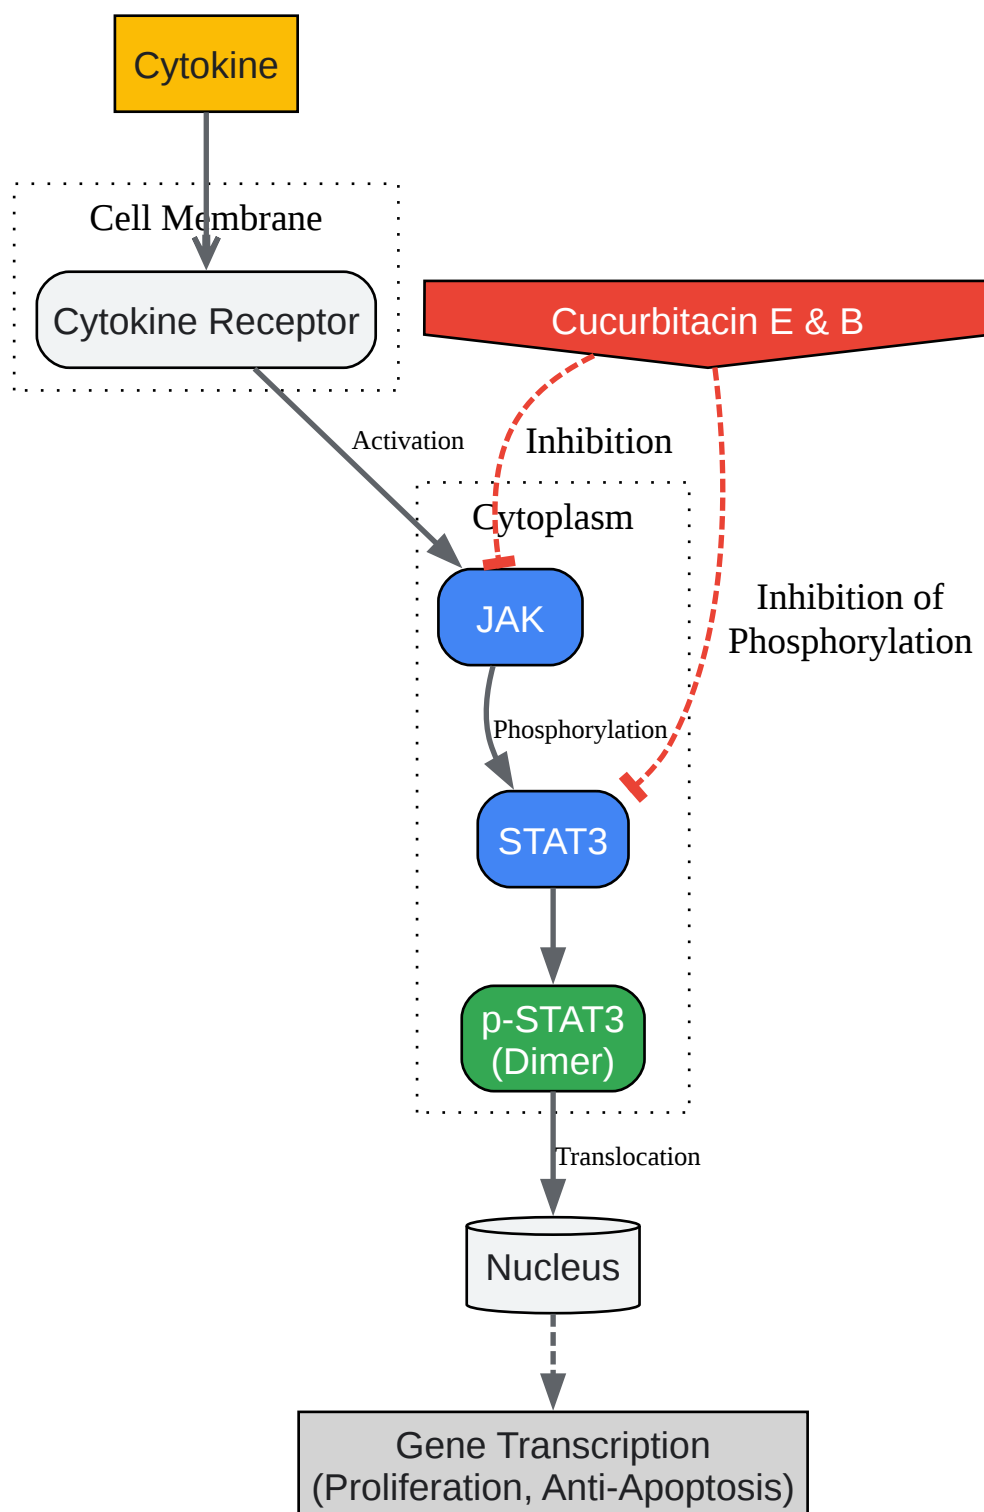 Cytokine
Cell Membrane
Cytokine Receptor
Cucurbitacin E & B
Activation
Inhibition
Cytoplasm
JAK
Inhibition of
Phosphorylation
Phosphorylation
STAT3
p-STAT3
(Dimer)
Translocation
Nucleus
Gene Transcription
(Proliferation, Anti-Apoptosis)